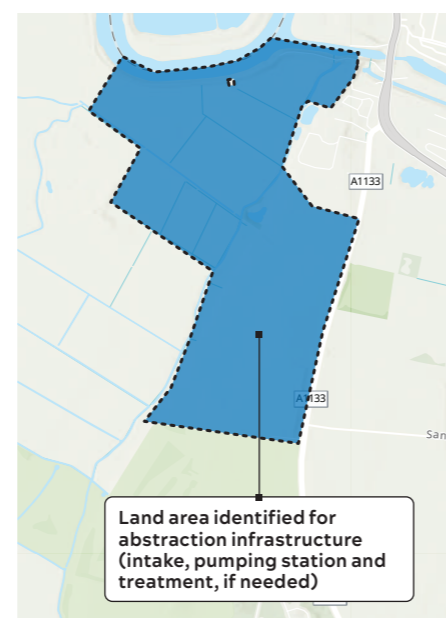 A1133
A1133
San
Land area identified for
abstraction infrastructure
(intake, pumping station and
treatment, if needed)